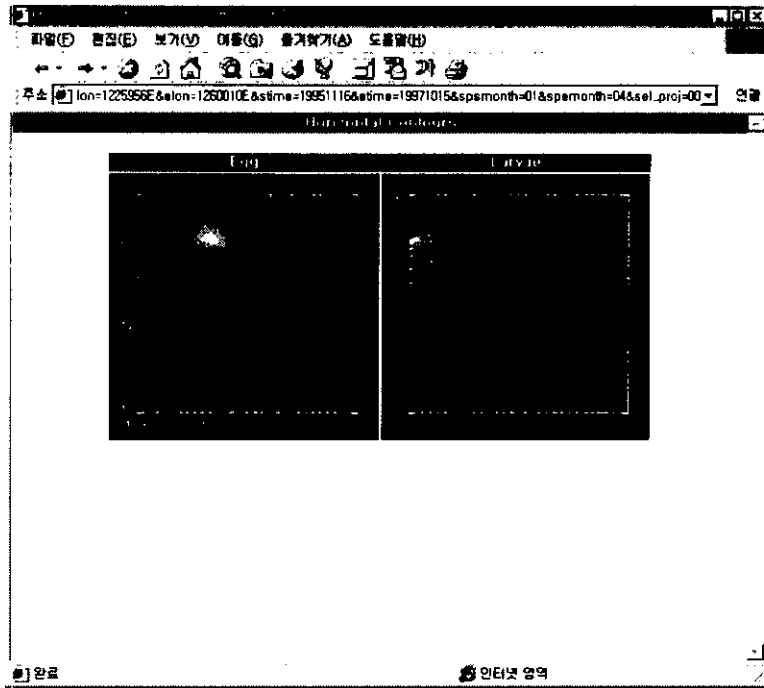 파일(F) 편집(E) 보기(V) 이동(G) 즐겨찾기(A) 도움말(H)
주소 lon=1225956E&elon=1260010E&stime=19951116&etime=19971015&spsmonth=01&spemonth=04&sel_proj=00 연결
Horizontal Contours
Egg Larvae
완료 인터넷 영역